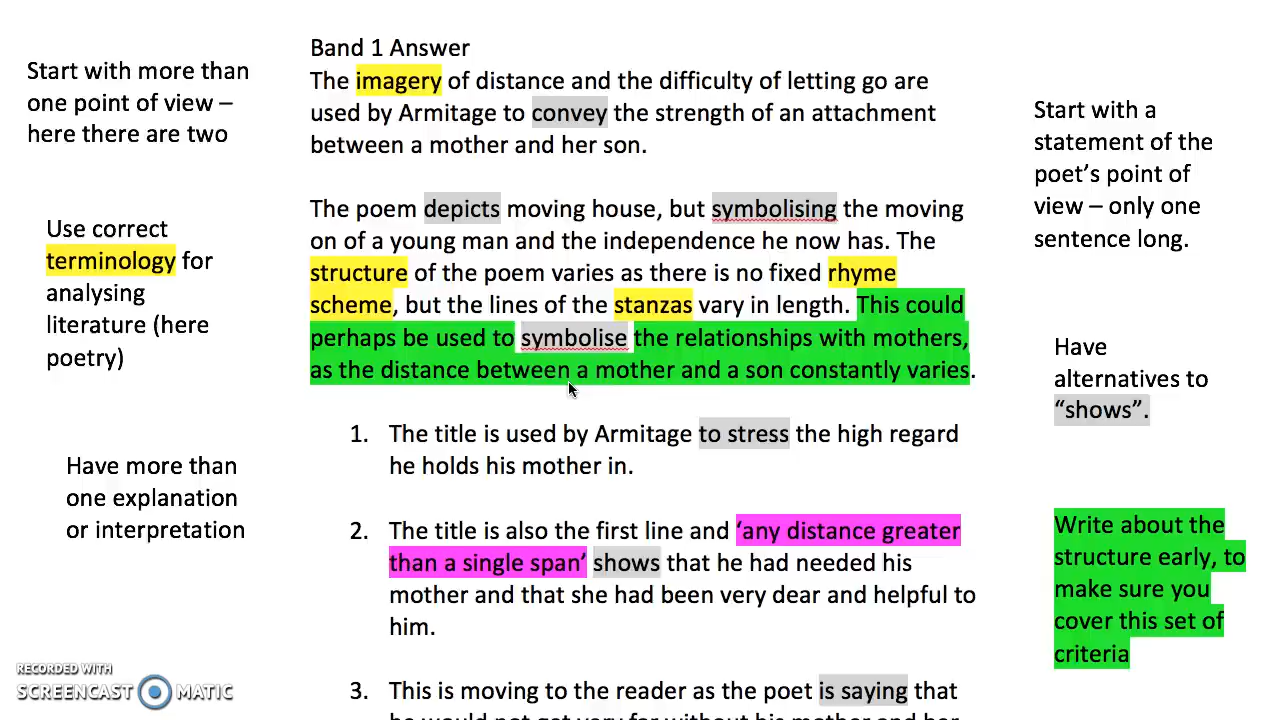 Start with more than
one point of view –
here there are two
Use correct
terminology for
analysing
literature (here
poetry)
Have more than
one explanation
or interpretation
Band 1 Answer
The imagery of distance and the difficulty of letting go are
used by Armitage to convey the strength of an attachment
between a mother and her son.
The poem depicts moving house, but symbolising the moving
on of a young man and the independence he now has. The
structure of the poem varies as there is no fixed rhyme
scheme, but the lines of the stanzas vary in length. This could
perhaps be used to symbolise the relationships with mothers,
as the distance between a mother and a son constantly varies.
1. The title is used by Armitage to stress the high regard
he holds his mother in.
2. The title is also the first line and ‘any distance greater
than a single span’ shows that he had needed his
mother and that she had been very dear and helpful to
him.
3. This is moving to the reader as the poet is saying that
he would not get very far without his mother and her
Start with a
statement of the
poet’s point of
view – only one
sentence long.
Have
alternatives to
“shows”.
Write about the
structure early, to
make sure you
cover this set of
criteria
RECORDED WITH
SCREENCAST MATIC